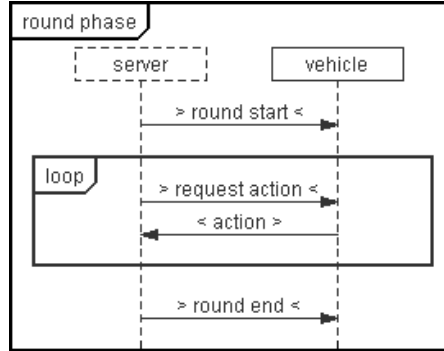 round phase
server
vehicle
> round start <
loop
> request action <
< action >
> round end <